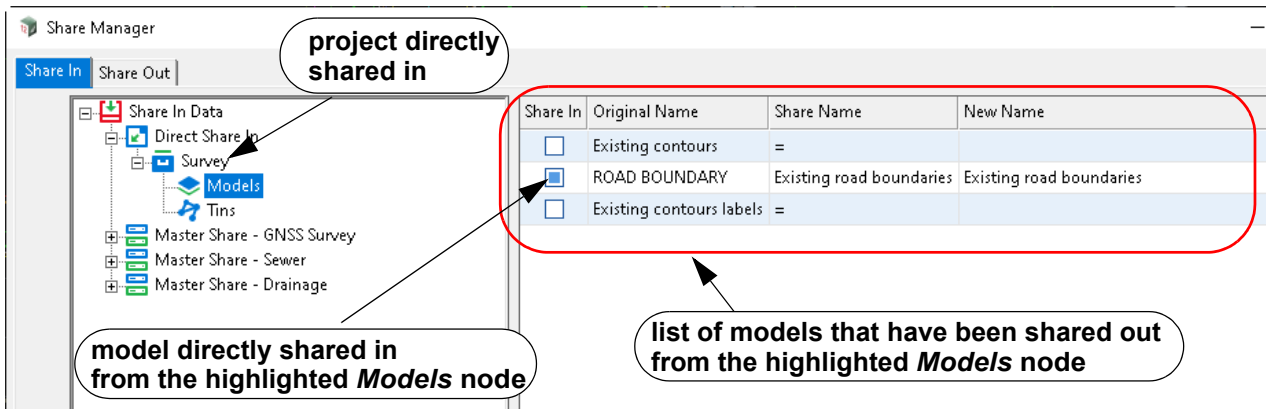 Share Manager
project directly
shared in
Share In Share Out
Share In Data
Direct Share In
Survey
Models
Tins
Master Share - GNSS Survey
Master Share - Sewer
Master Share - Drainage
Share In Original Name Share Name New Name
Existing contours =
ROAD BOUNDARY Existing road boundaries Existing road boundaries
Existing contours labels =
model directly shared in
from the highlighted Models node
list of models that have been shared out
from the highlighted Models node